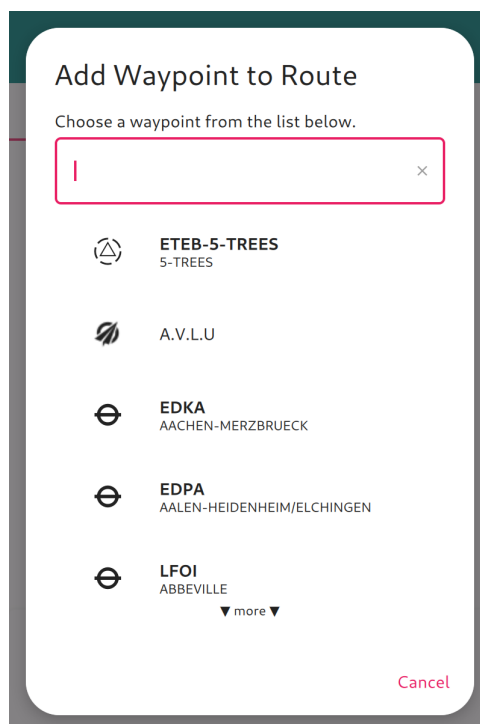 Add Waypoint to Route
Choose a waypoint from the list below.
×
ETEB-5-TREES
5-TREES
A.V.L.U
EDKA
AACHEN-MERZBRUECK
EDPA
AALEN-HEIDENHEIM/ELCHINGEN
LFOI
ABBEVILLE
▼ more ▼
Cancel